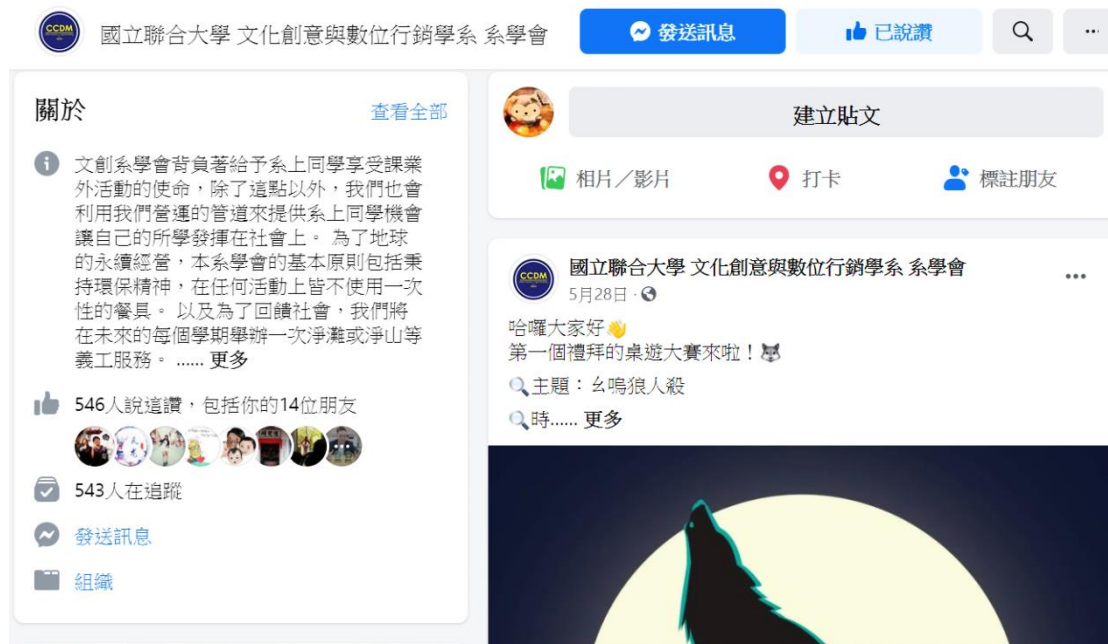 CCDM
國立聯合大學 文化創意與數位行銷學系 系學會
發送訊息
已說讚
關於
查看全部
文創系學會背負著給予系上同學享受課業
外活動的使命，除了這點以外，我們也會
利用我們營運的管道來提供系上同學機會
讓自己的所學發揮在社會上。 為了地球
的永續經營，本系學會的基本原則包括秉
持環保精神，在任何活動上皆不使用一次
性的餐具。 以及為了回饋社會，我們將
在未來的每個學期舉辦一次淨灘或淨山等
義工服務。 ...... 更多
546人說這讚，包括你的14位朋友
543人在追蹤
發送訊息
組織
建立貼文
相片／影片
打卡
標註朋友
CCDM
國立聯合大學 文化創意與數位行銷學系 系學會
5月28日 ·
哈囉大家好👋
第一個禮拜的桌遊大賽來啦！🐺
🔍主題：幺嗚狼人殺
🔍時...... 更多